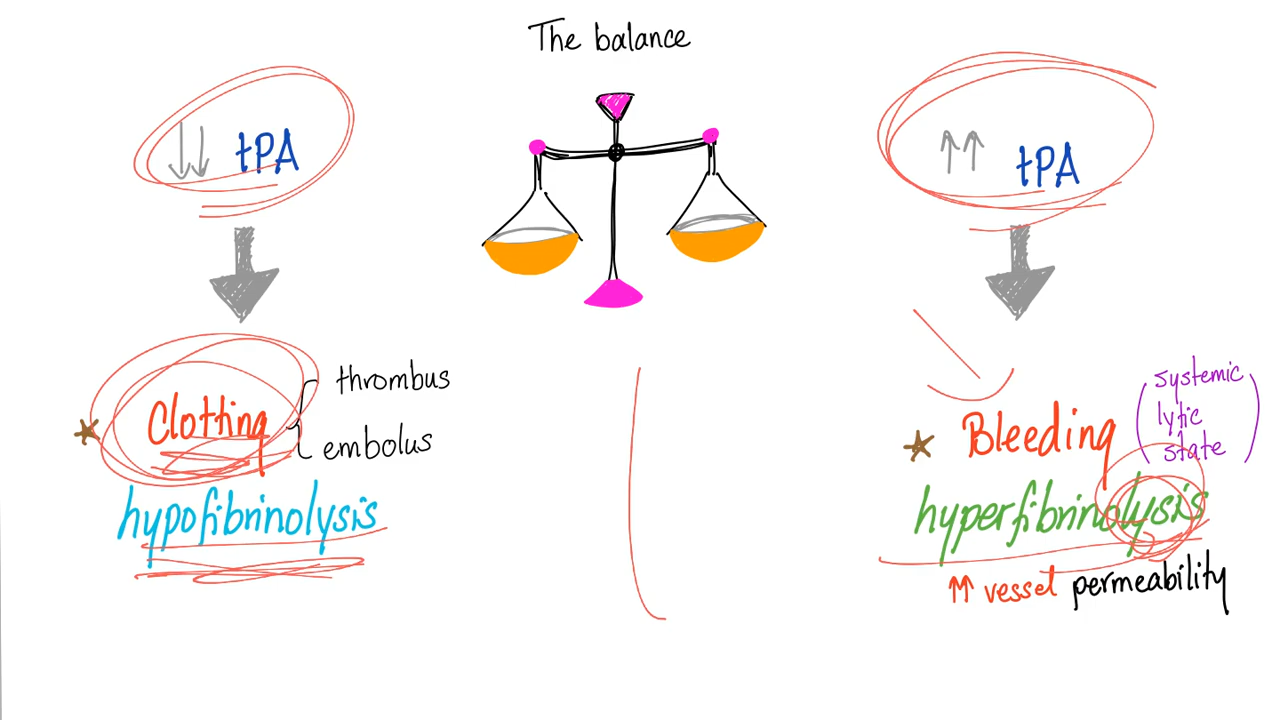 The balance
↓↓ tPA
Clotting
thrombus
embolus
hypofibrinolysis
↑↑ tPA
Bleeding
systemic
lytic
state
hyperfibrinolysis
↑↑ vessel permeability